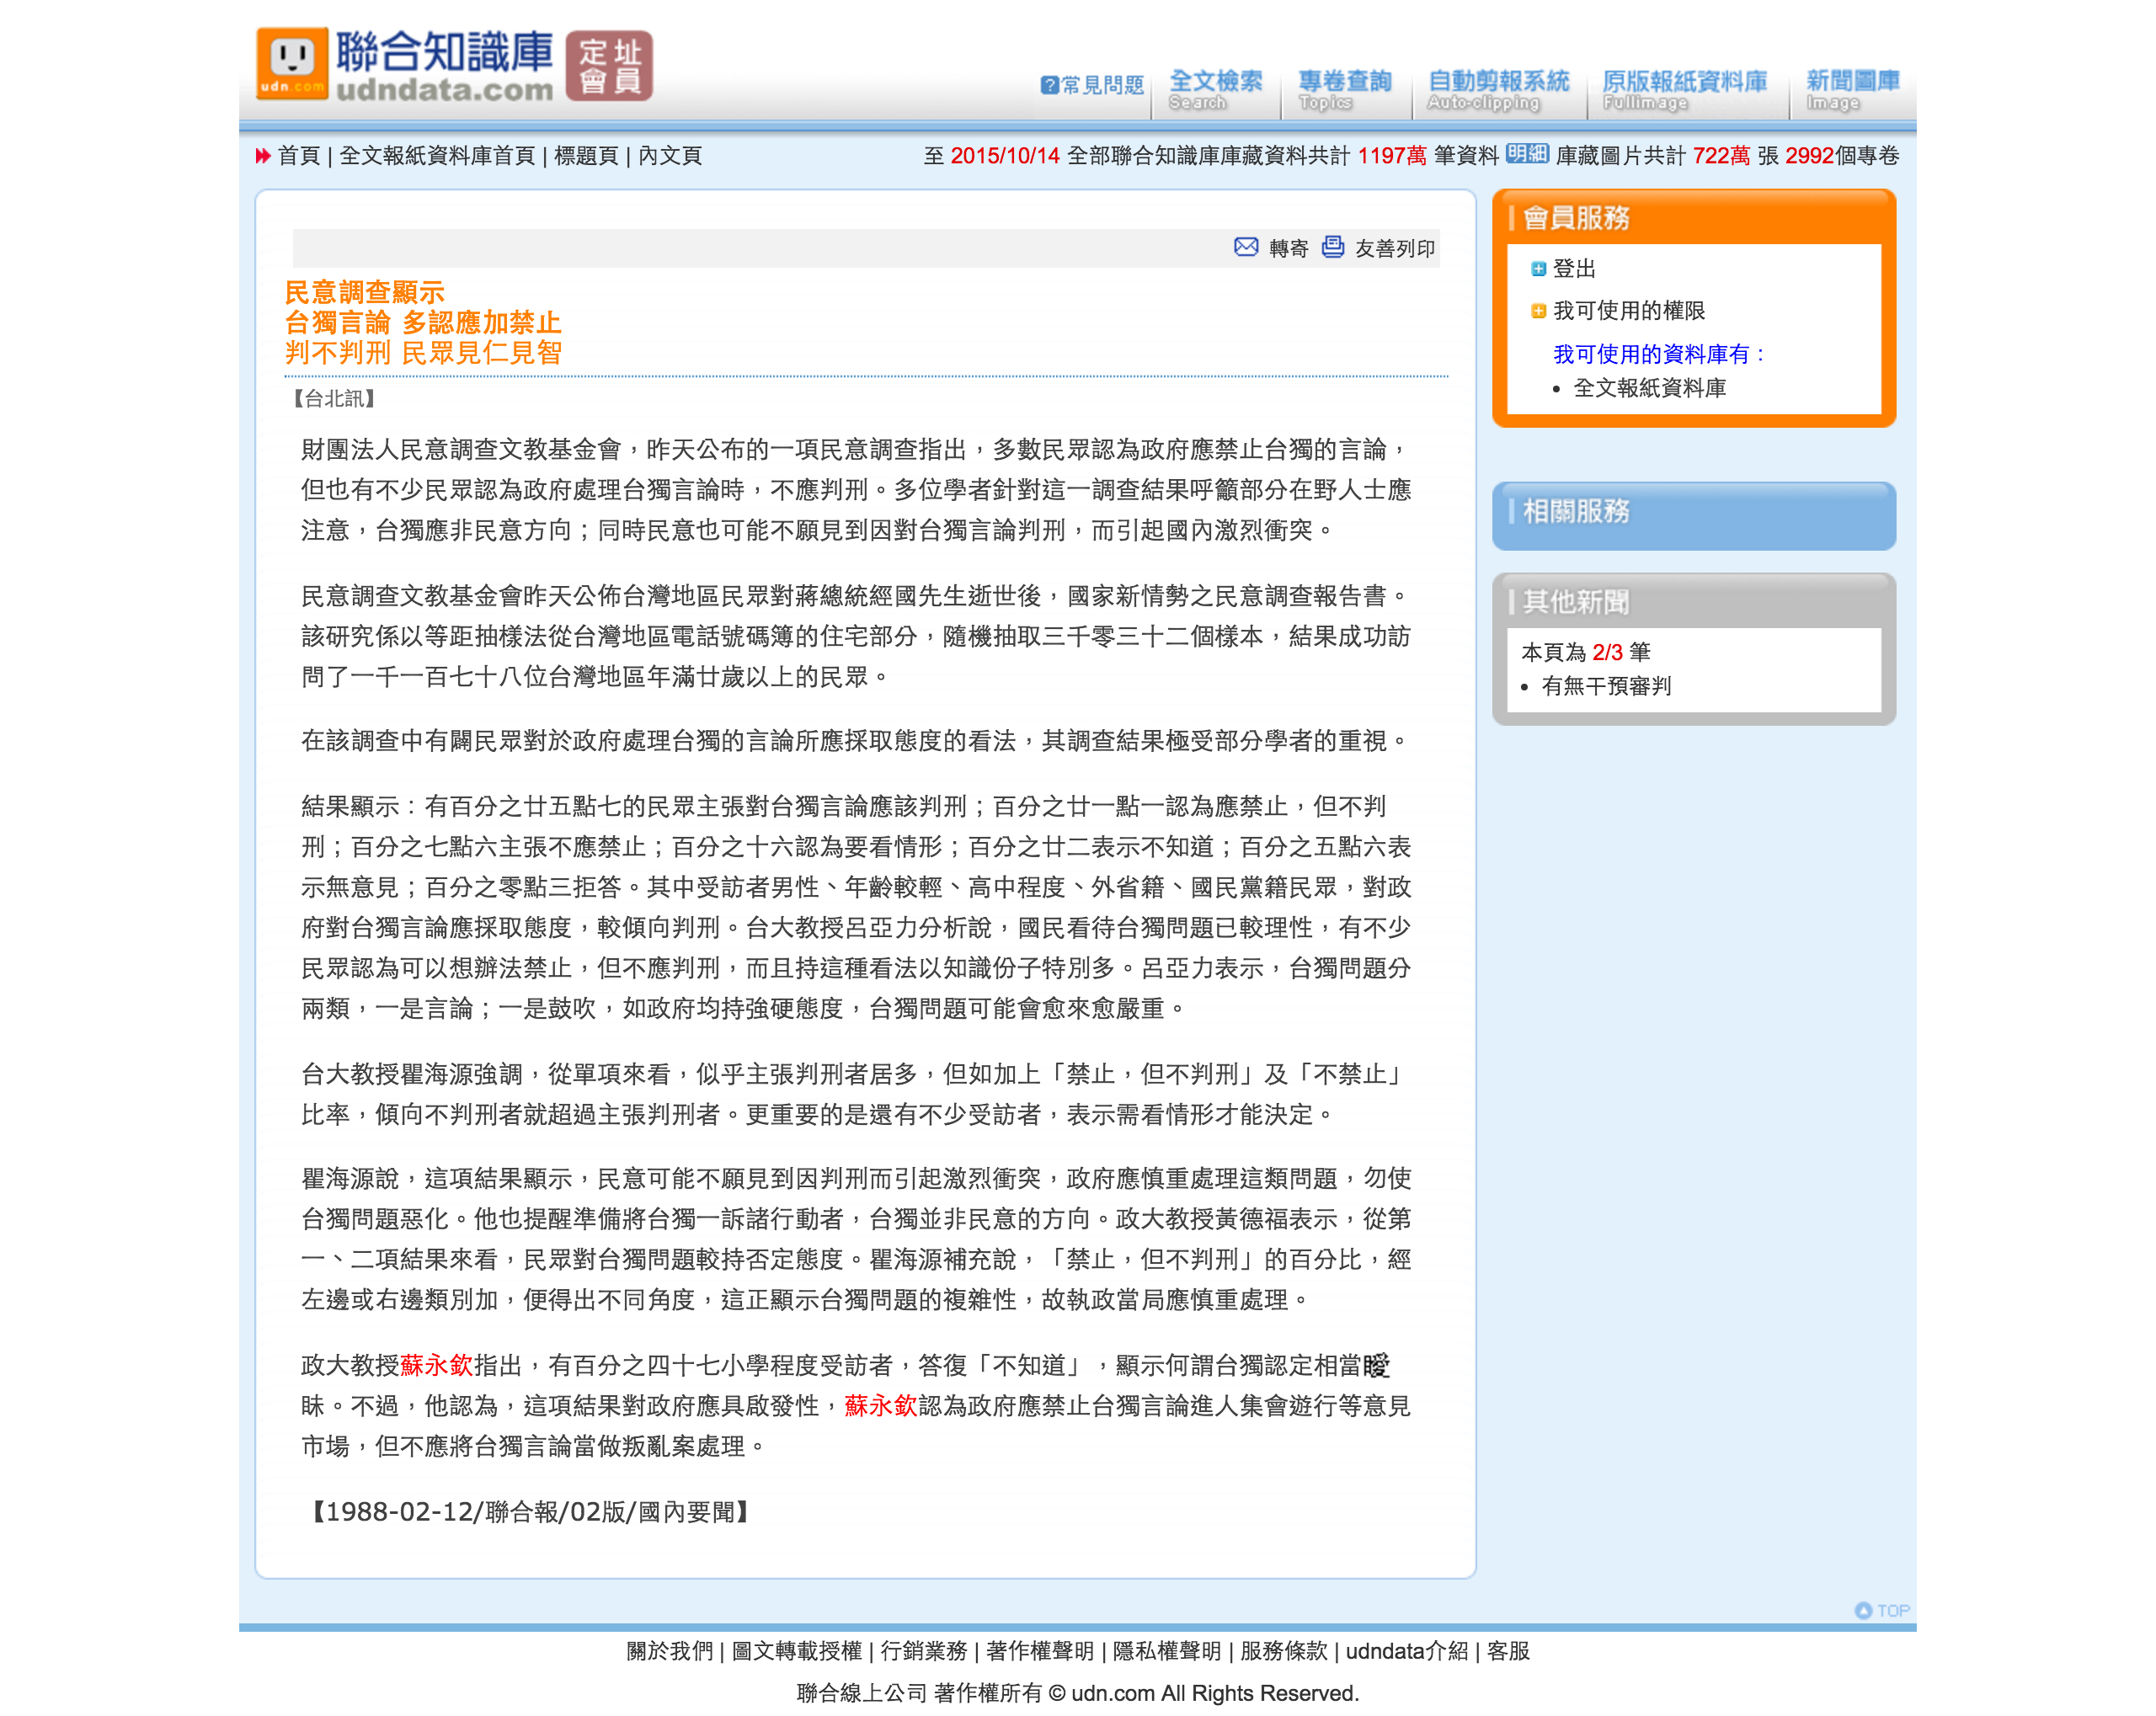 udn.com
聯合知識庫
udndata.com
定址
會員
常見問題
全文檢索
Search
專卷查詢
Topics
自動剪報系統
Auto-clipping
原版報紙資料庫
Fullimage
新聞圖庫
Image
首頁 | 全文報紙資料庫首頁 | 標題頁 | 內文頁
至 2015/10/14 全部聯合知識庫庫藏資料共計 1197萬 筆資料 明細 庫藏圖片共計 722萬 張 2992個專卷
轉寄 友善列印
民意調查顯示
台獨言論 多認應加禁止
判不判刑 民眾見仁見智
【台北訊】
財團法人民意調查文教基金會，昨天公布的一項民意調查指出，多數民眾認為政府應禁止台獨的言論，
但也有不少民眾認為政府處理台獨言論時，不應判刑。多位學者針對這一調查結果呼籲部分在野人士應
注意，台獨應非民意方向；同時民意也可能不願見到因對台獨言論判刑，而引起國內激烈衝突。
民意調查文教基金會昨天公佈台灣地區民眾對蔣總統經國先生逝世後，國家新情勢之民意調查報告書。
該研究係以等距抽樣法從台灣地區電話號碼簿的住宅部分，隨機抽取三千零三十二個樣本，結果成功訪
問了一千一百七十八位台灣地區年滿廿歲以上的民眾。
在該調查中有闗民眾對於政府處理台獨的言論所應採取態度的看法，其調查結果極受部分學者的重視。
結果顯示：有百分之廿五點七的民眾主張對台獨言論應該判刑；百分之廿一點一認為應禁止，但不判
刑；百分之七點六主張不應禁止；百分之十六認為要看情形；百分之廿二表示不知道；百分之五點六表
示無意見；百分之零點三拒答。其中受訪者男性、年齡較輕、高中程度、外省籍、國民黨籍民眾，對政
府對台獨言論應採取態度，較傾向判刑。台大教授呂亞力分析說，國民看待台獨問題已較理性，有不少
民眾認為可以想辦法禁止，但不應判刑，而且持這種看法以知識份子特別多。呂亞力表示，台獨問題分
兩類，一是言論；一是鼓吹，如政府均持強硬態度，台獨問題可能會愈來愈嚴重。
台大教授瞿海源強調，從單項來看，似乎主張判刑者居多，但如加上「禁止，但不判刑」及「不禁止」
比率，傾向不判刑者就超過主張判刑者。更重要的是還有不少受訪者，表示需看情形才能決定。
瞿海源說，這項結果顯示，民意可能不願見到因判刑而引起激烈衝突，政府應慎重處理這類問題，勿使
台獨問題惡化。他也提醒準備將台獨一訴諸行動者，台獨並非民意的方向。政大教授黃德福表示，從第
一、二項結果來看，民眾對台獨問題較持否定態度。瞿海源補充說，「禁止，但不判刑」的百分比，經
左邊或右邊類別加，便得出不同角度，這正顯示台獨問題的複雜性，故執政當局應慎重處理。
政大教授蘇永欽指出，有百分之四十七小學程度受訪者，答復「不知道」，顯示何謂台獨認定相當曖
昧。不過，他認為，這項結果對政府應具啟發性，蘇永欽認為政府應禁止台獨言論進人集會遊行等意見
市場，但不應將台獨言論當做叛亂案處理。
【1988-02-12/聯合報/02版/國內要聞】
會員服務
登出
我可使用的權限
我可使用的資料庫有：
• 全文報紙資料庫
相關服務
其他新聞
本頁為 2/3 筆
• 有無干預審判
TOP
關於我們 | 圖文轉載授權 | 行銷業務 | 著作權聲明 | 隱私權聲明 | 服務條款 | udndata介紹 | 客服
聯合線上公司 著作權所有 © udn.com All Rights Reserved.